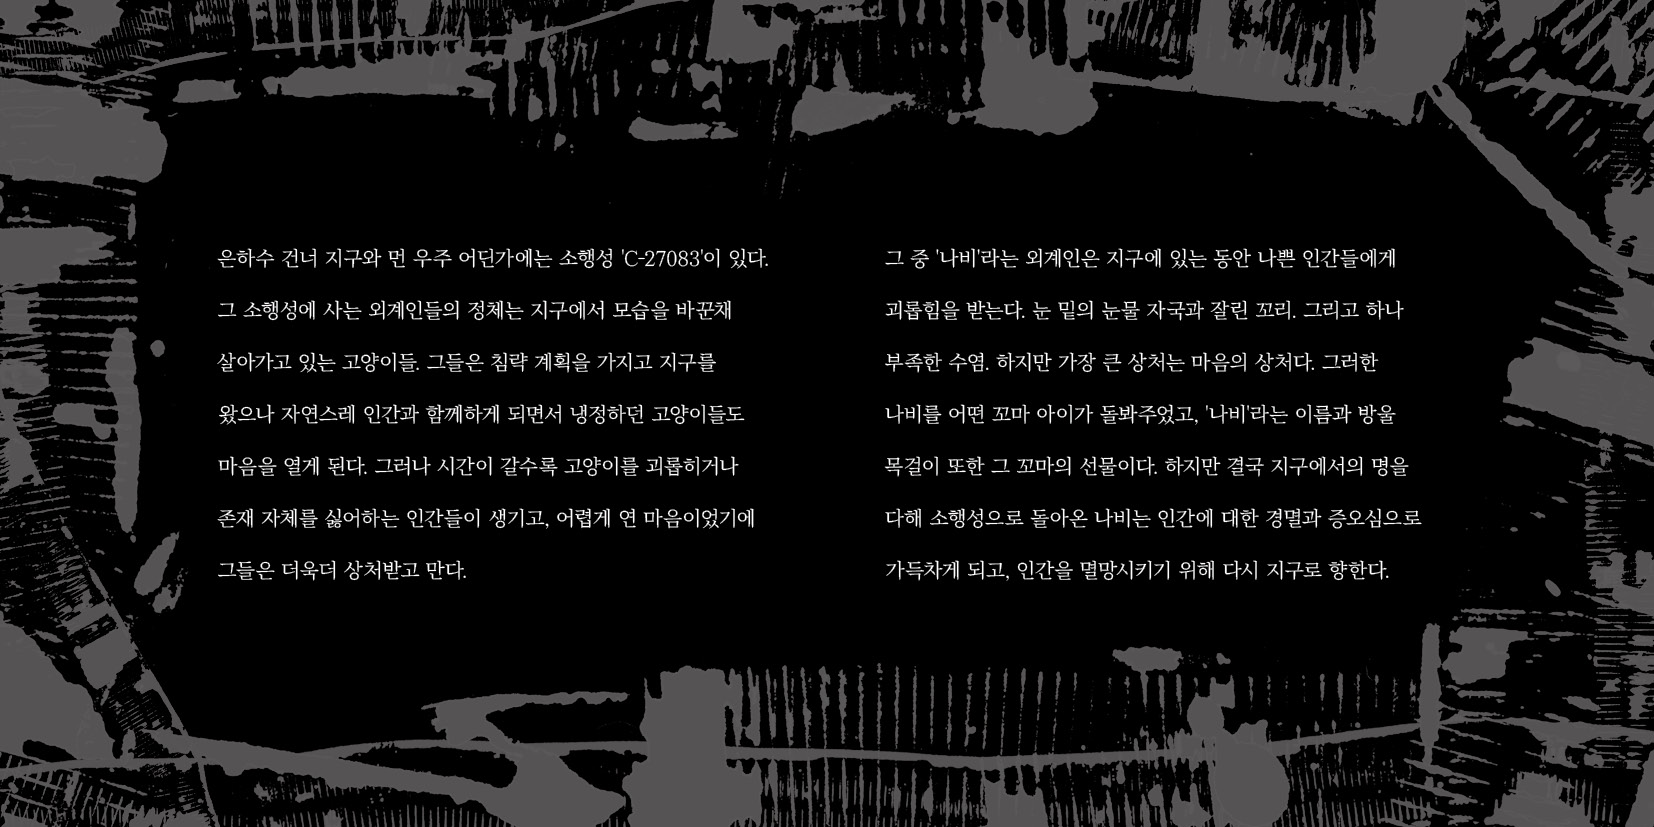 은하수 건너 지구와 먼 우주 어딘가에는 소행성 'C-27083'이 있다.
그 소행성에 사는 외계인들의 정체는 지구에서 모습을 바꾼채
살아가고 있는 고양이들. 그들은 침략 계획을 가지고 지구를
왔으나 자연스레 인간과 함께하게 되면서 냉정하던 고양이들도
마음을 열게 된다. 그러나 시간이 갈수록 고양이를 괴롭히거나
존재 자체를 싫어하는 인간들이 생기고, 어렵게 연 마음이었기에
그들은 더욱더 상처받고 만다.
그 중 '나비'라는 외계인은 지구에 있는 동안 나쁜 인간들에게
괴롭힘을 받는다. 눈 밑의 눈물 자국과 잘린 꼬리. 그리고 하나
부족한 수염. 하지만 가장 큰 상처는 마음의 상처다. 그러한
나비를 어떤 꼬마 아이가 돌봐주었고, '나비'라는 이름과 방울
목걸이 또한 그 꼬마의 선물이다. 하지만 결국 지구에서의 명을
다해 소행성으로 돌아온 나비는 인간에 대한 경멸과 증오심으로
가득차게 되고, 인간을 멸망시키기 위해 다시 지구로 향한다.